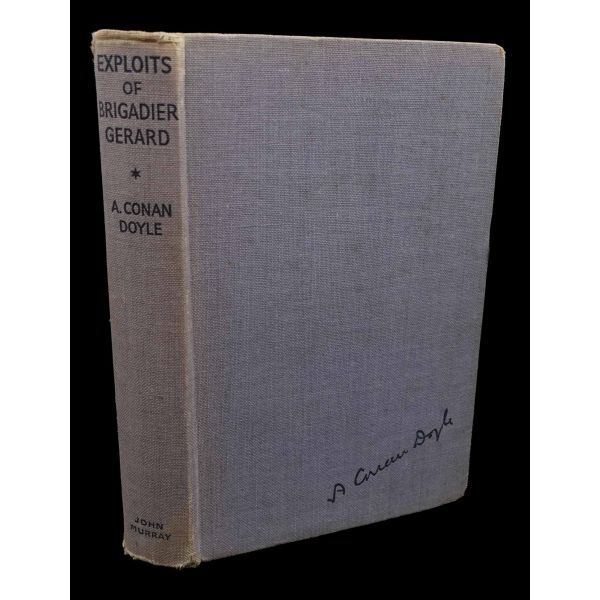 EXPLOITS
OF
BRIGADIER
GERARD
*
A. CONAN
DOYLE
JOHN
MURRAY
A Conan Doyle